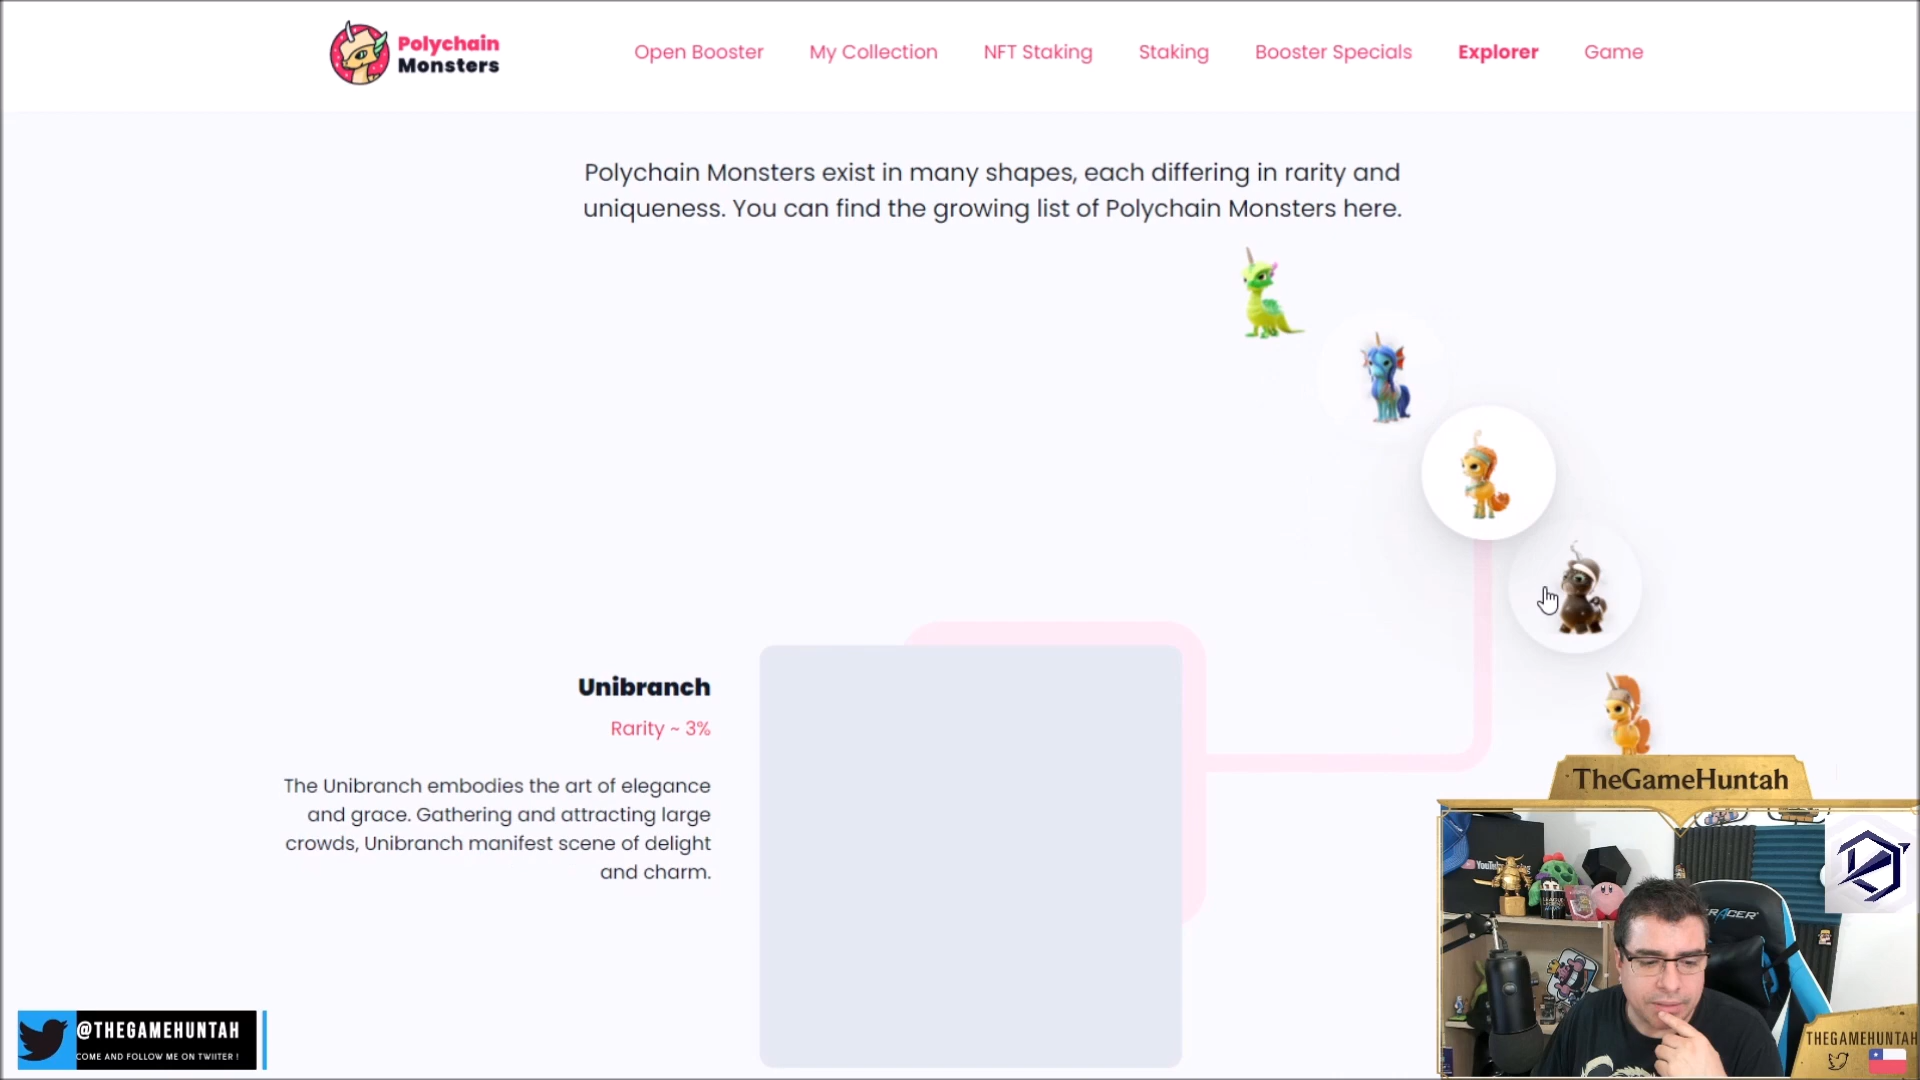 Polychain
Monsters
Open Booster
My Collection
NFT Staking
Staking
Booster Specials
Explorer
Game
Polychain Monsters exist in many shapes, each differing in rarity and
uniqueness. You can find the growing list of Polychain Monsters here.
Unibranch
Rarity ~ 3%
The Unibranch embodies the art of elegance
and grace. Gathering and attracting large
crowds, Unibranch manifest scene of delight
and charm.
TheGameHuntah
@THEGAMEHUNTAH
COME AND FOLLOW ME ON TWIITER !
THEGAMEHUNTAH